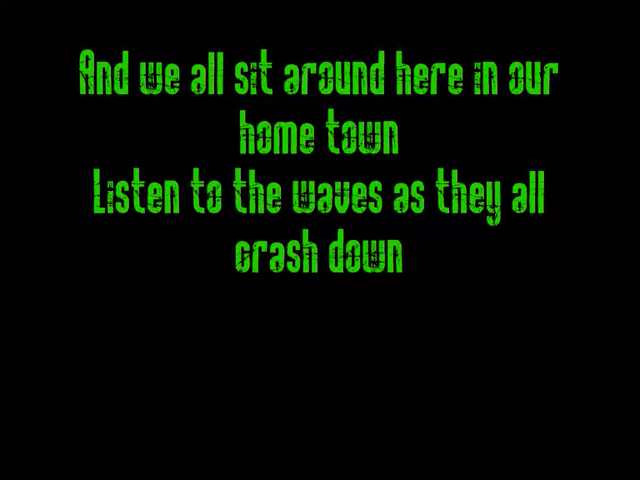 And we all sit around here in our
home town
Listen to the waves as they all
crash down